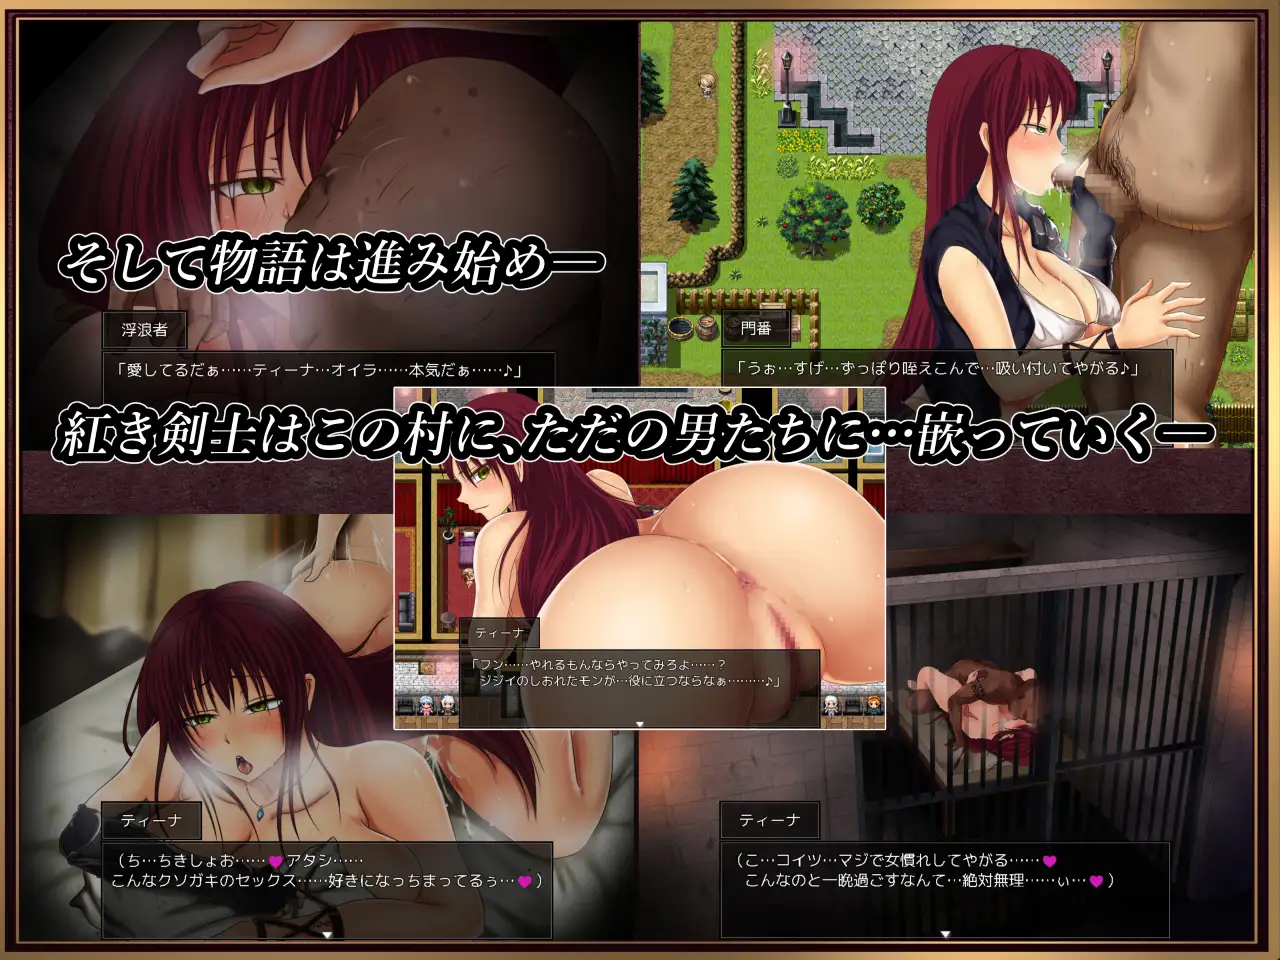 そして物語は進み始め―
浮浪者
「愛してるだぁ……ティーナ…オイラ……本気だぁ……♪」
門番
「うぉ…すげ…ずっぽり咥えこんで…吸い付いてやがる♪」
紅き剣士はこの村に、ただの男たちに…嵌っていく―
ティーナ
「フン……やれるもんならやってみろよ……？
ジジイのしおれたモンが…役に立つならなぁ………♪」
ティーナ
（ち…ちきしょお……♥アタシ……
こんなクソガキのセックス……好きになっちまってるぅ…♥）
ティーナ
（こ…コイツ…マジで女慣れしてやがる……♥
こんなのと一晩過ごすなんて…絶対無理……ぃ…♥）